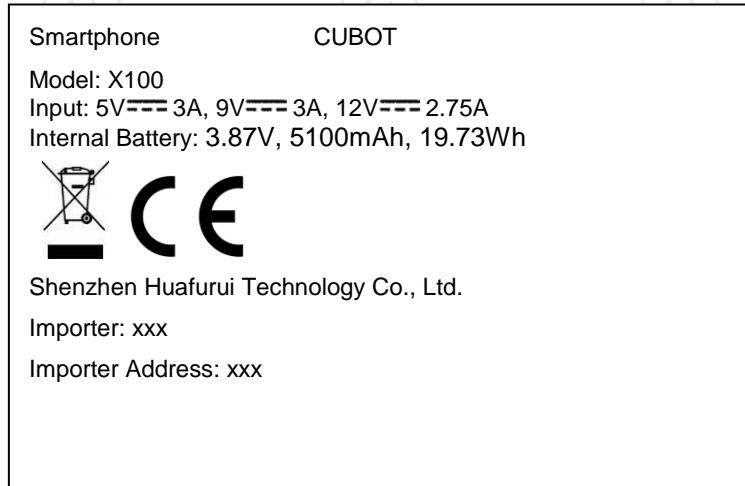 Smartphone CUBOT
Model: X100
Input: 5V⎓3A, 9V⎓3A, 12V⎓2.75A
Internal Battery: 3.87V, 5100mAh, 19.73Wh
CE
Shenzhen Huafurui Technology Co., Ltd.
Importer: xxx
Importer Address: xxx